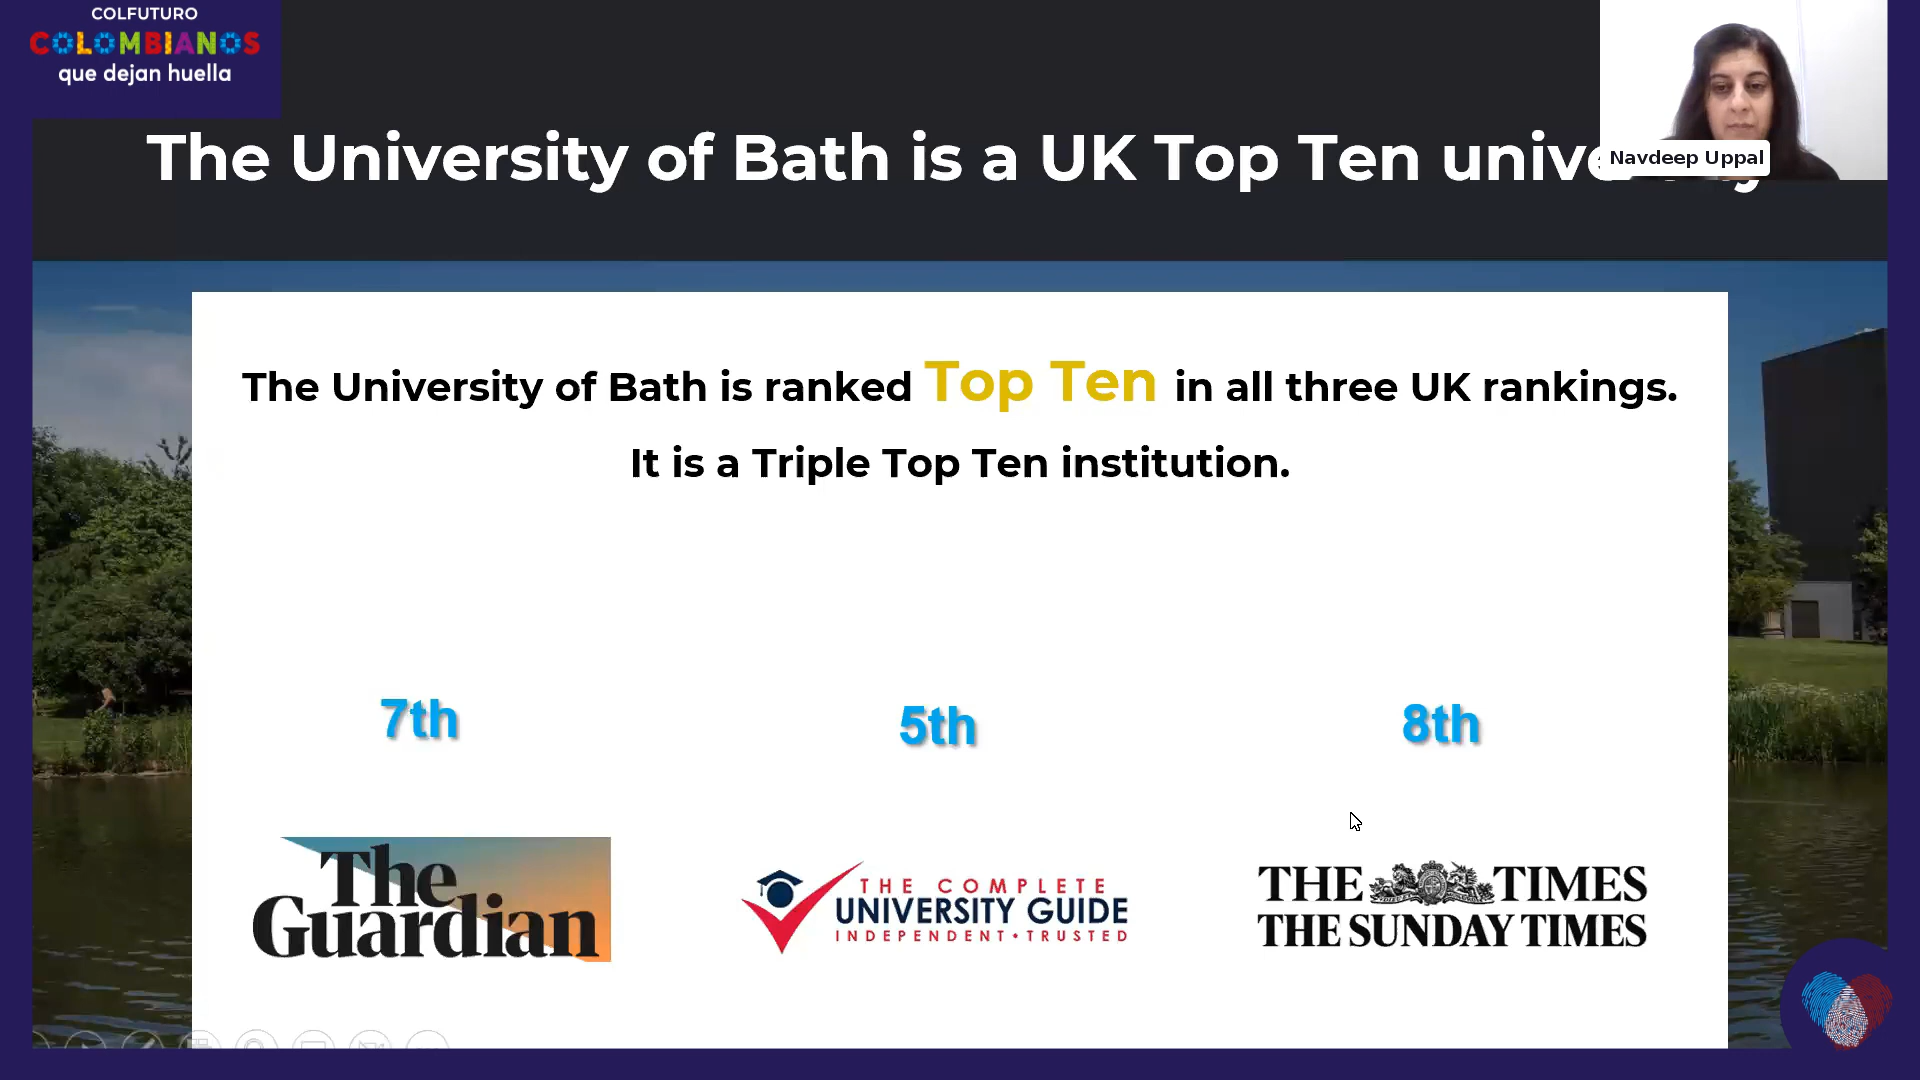 COLFUTURO
COLOMBIANOS
que dejan huella
The University of Bath is a UK Top Ten
Navdeep Uppal
The University of Bath is ranked Top Ten in all three UK rankings.
It is a Triple Top Ten institution.
7th
5th
8th
The
Guardian
THE COMPLETE
UNIVERSITY GUIDE
INDEPENDENT • TRUSTED
THE TIMES
THE SUNDAY TIMES